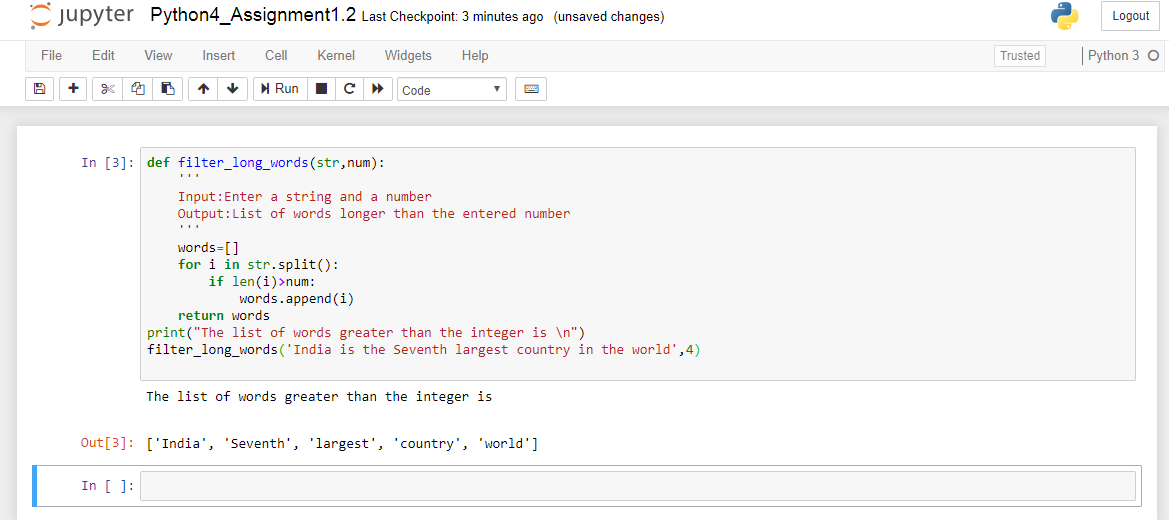 jupyter Python4_Assignment1.2 Last Checkpoint: 3 minutes ago (unsaved changes) Logout
File Edit View Insert Cell Kernel Widgets Help Trusted Python 3
Run Code
In [3]: def filter_long_words(str,num):
'''
Input:Enter a string and a number
Output:List of words longer than the entered number
'''
words=[]
for i in str.split():
if len(i)>num:
words.append(i)
return words
print("The list of words greater than the integer is \n")
filter_long_words('India is the Seventh largest country in the world',4)
The list of words greater than the integer is
Out[3]: ['India', 'Seventh', 'largest', 'country', 'world']
In [ ]: